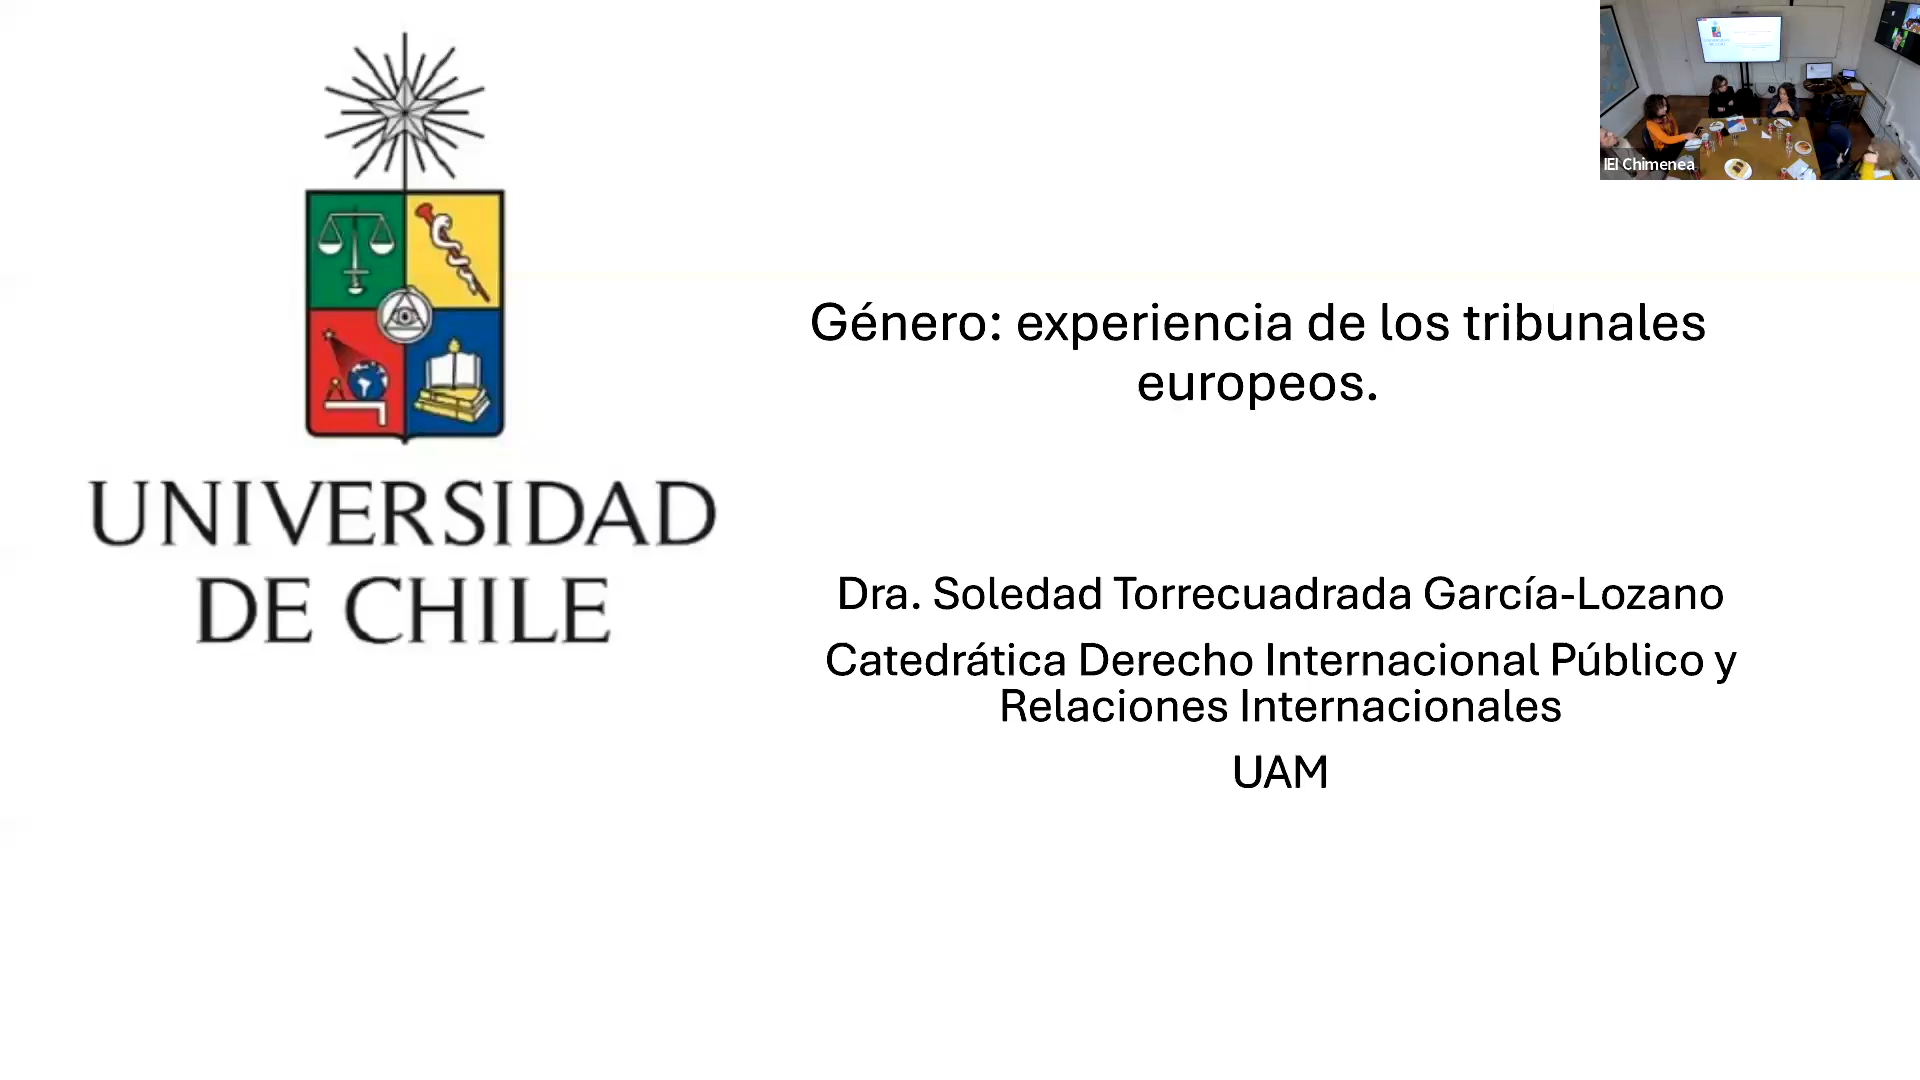 UNIVERSIDAD
DE CHILE
Género: experiencia de los tribunales
europeos.
Dra. Soledad Torrecuadrada García-Lozano
Catedrática Derecho Internacional Público y
Relaciones Internacionales
UAM
IEI Chimenea